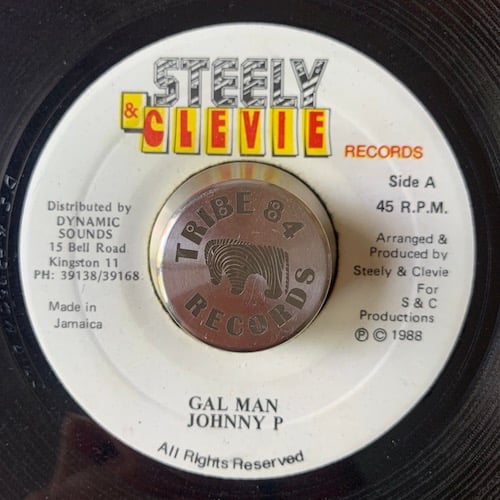 STEELY
& CLEVIE
RECORDS
Side A
45 R.P.M.
Distributed by
DYNAMIC
SOUNDS
15 Bell Road
Kingston 11
PH: 39138/39168
Made in
Jamaica
Arranged &
Produced by
Steely & Clevie
For
S & C
Productions
Ⓟ © 1988
TRIBE 84
RECORDS
GAL MAN
JOHNNY P
All Rights Reserved